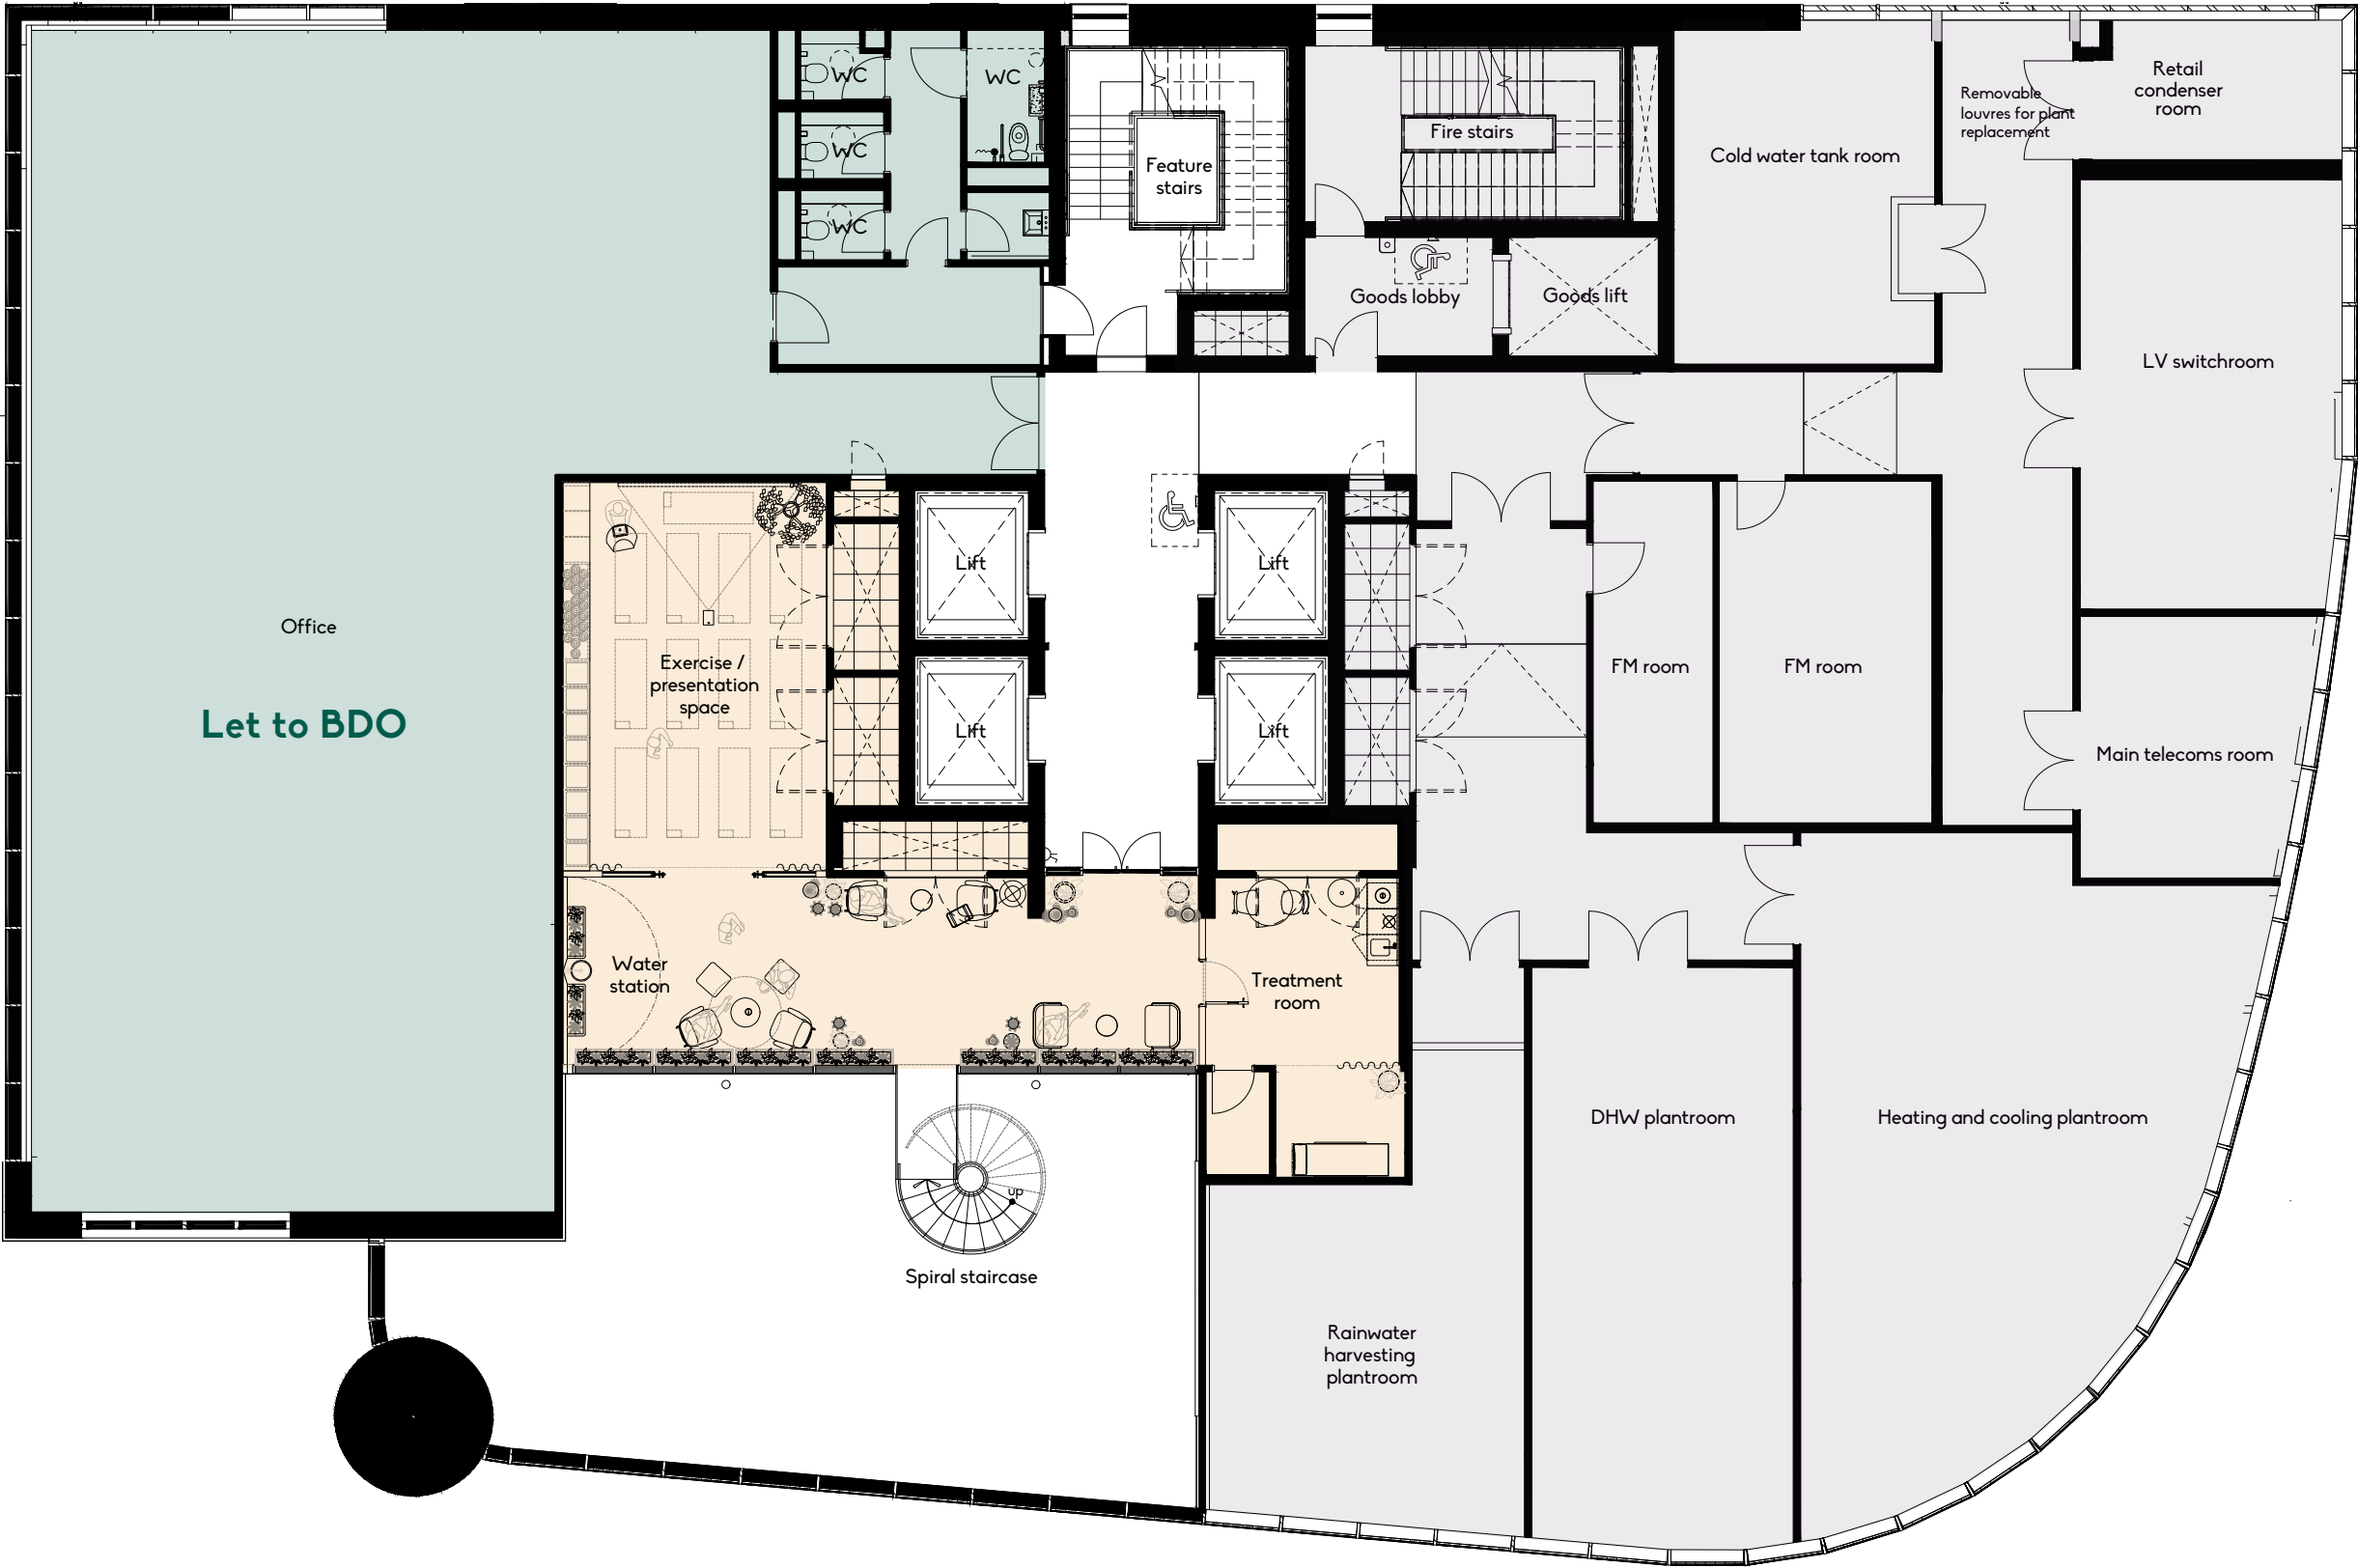 WC
WC
Retail
condenser
room
Removable
louvres for plant
replacement
Fire stairs
WC
Feature
stairs
Cold water tank room
WC
Goods lobby
Goods lift
LV switchroom
Lift
Lift
Office
Exercise /
presentation
space
FM room
FM room
Let to BDO
Lift
Lift
Main telecoms room
Water
station
Treatment
room
DHW plantroom
Heating and cooling plantroom
up
Spiral staircase
Rainwater
harvesting
plantroom